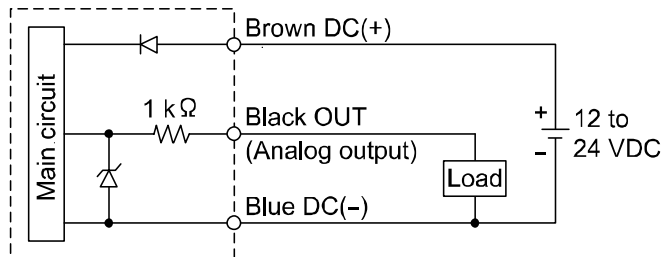 Main circuit
Brown DC(+)
1 kΩ
Black OUT
(Analog output)
Load
Blue DC(−)
+
−
12 to
24 VDC